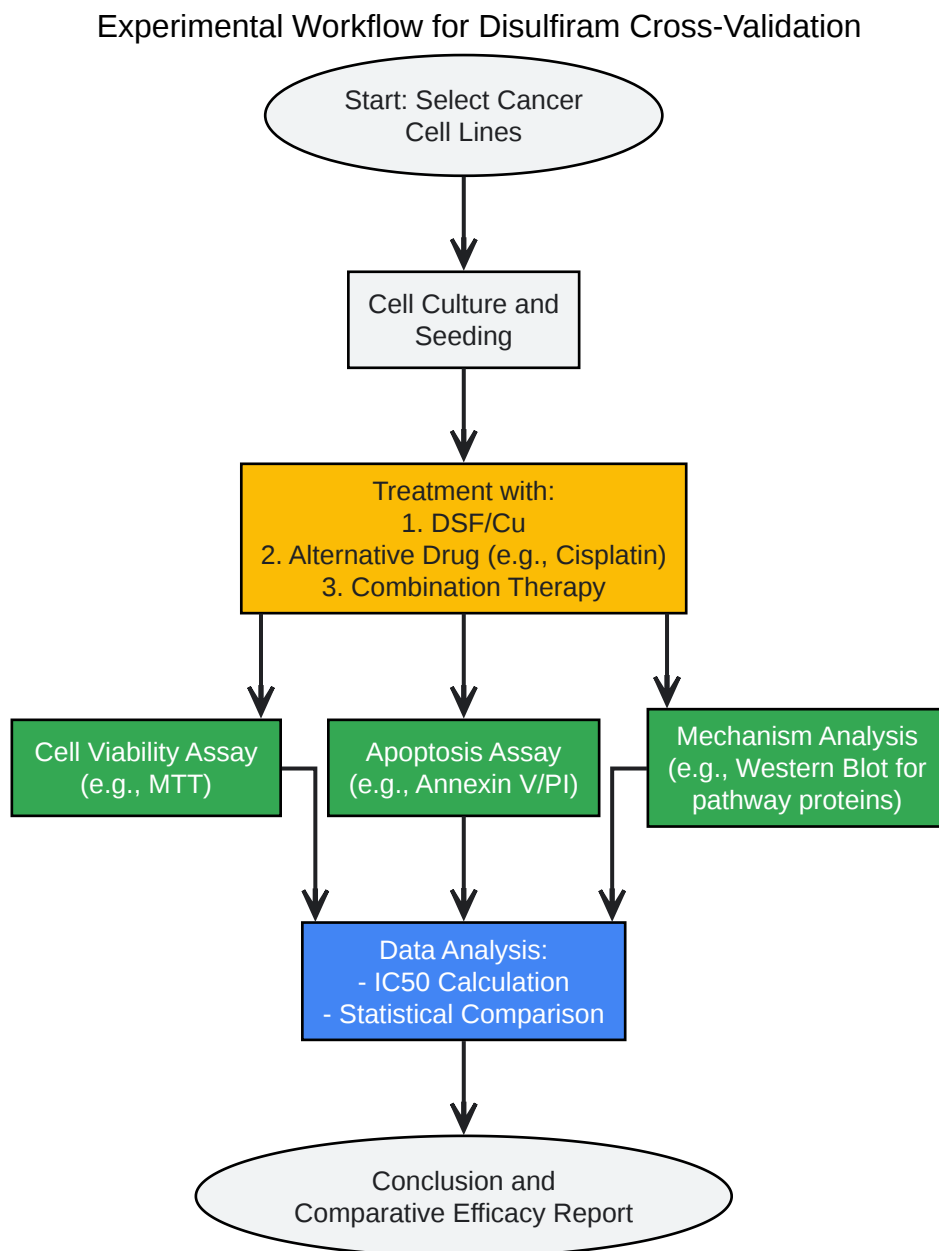 Experimental Workflow for Disulfiram Cross-Validation
Start: Select Cancer
Cell Lines
Cell Culture and
Seeding
Treatment with:
1. DSF/Cu
2. Alternative Drug (e.g., Cisplatin)
3. Combination Therapy
Cell Viability Assay
(e.g., MTT)
Apoptosis Assay
(e.g., Annexin V/PI)
Mechanism Analysis
(e.g., Western Blot for
pathway proteins)
Data Analysis:
- IC50 Calculation
- Statistical Comparison
Conclusion and
Comparative Efficacy Report